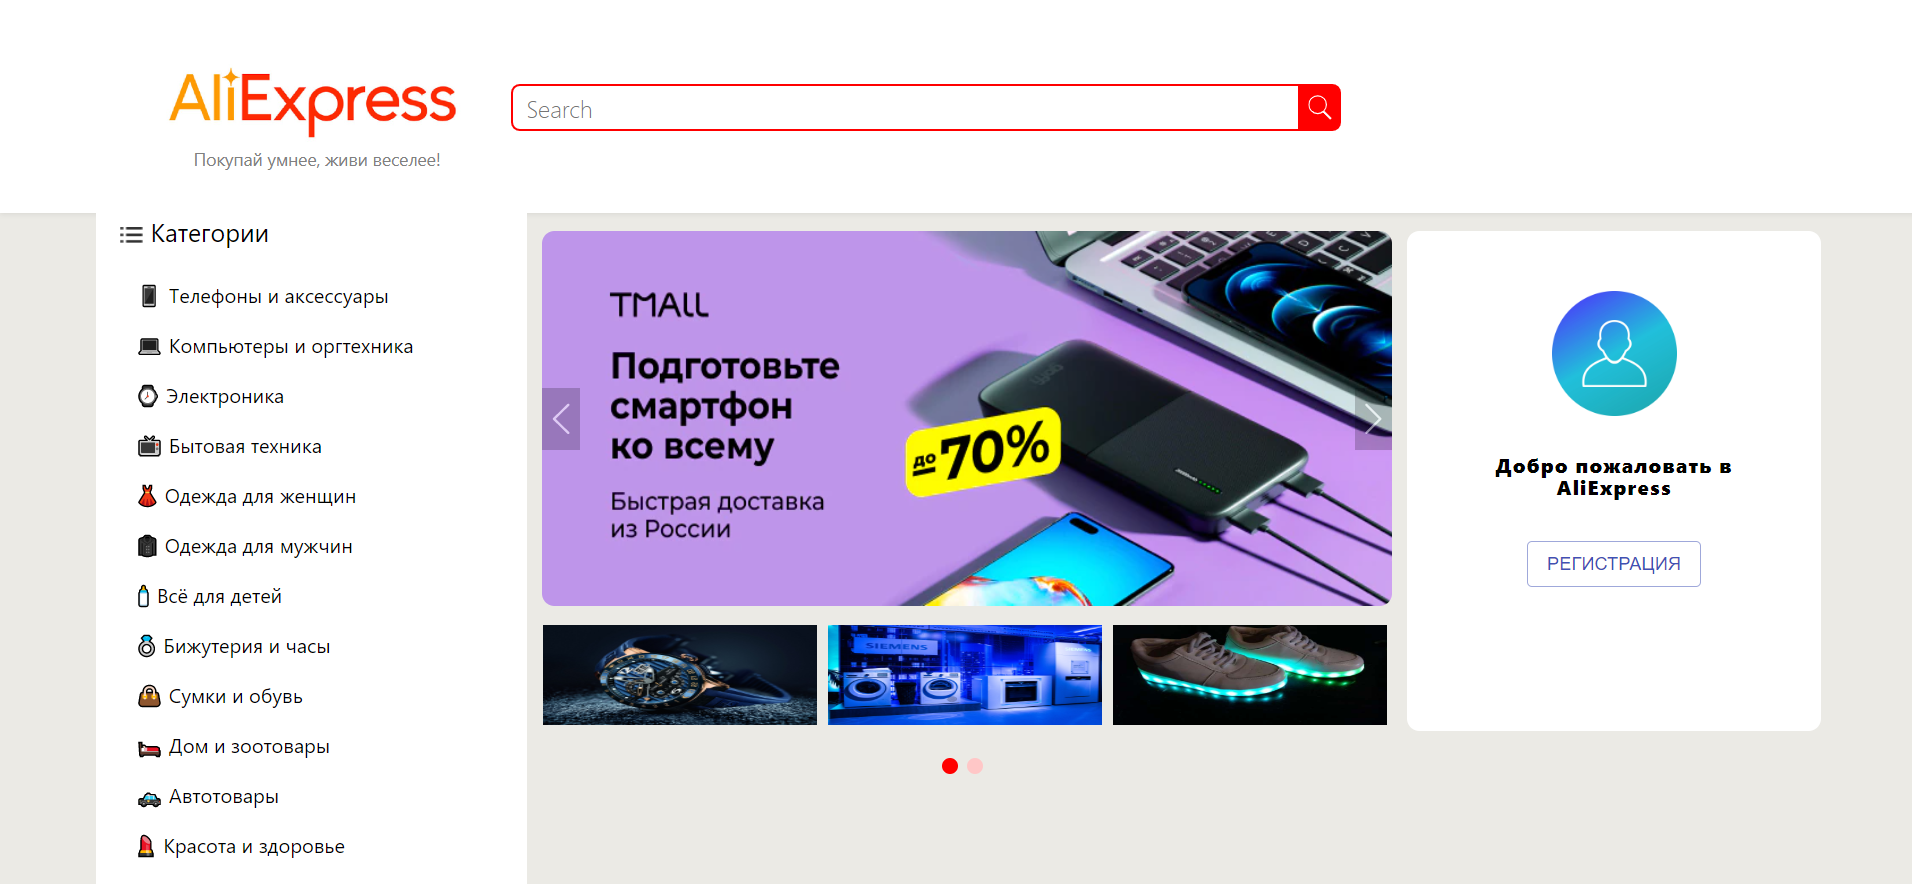 AliExpress
Search
Покупай умнее, живи веселее!
Категории
Телефоны и аксессуары
Компьютеры и оргтехника
Электроника
Бытовая техника
Одежда для женщин
Одежда для мужчин
Всё для детей
Бижутерия и часы
Сумки и обувь
Дом и зоотовары
Автотовары
Красота и здоровье
TMALL
Подготовьте
смартфон
ко всему
до 70%
Быстрая доставка
из России
SIEMENS
Добро пожаловать в
AliExpress
РЕГИСТРАЦИЯ